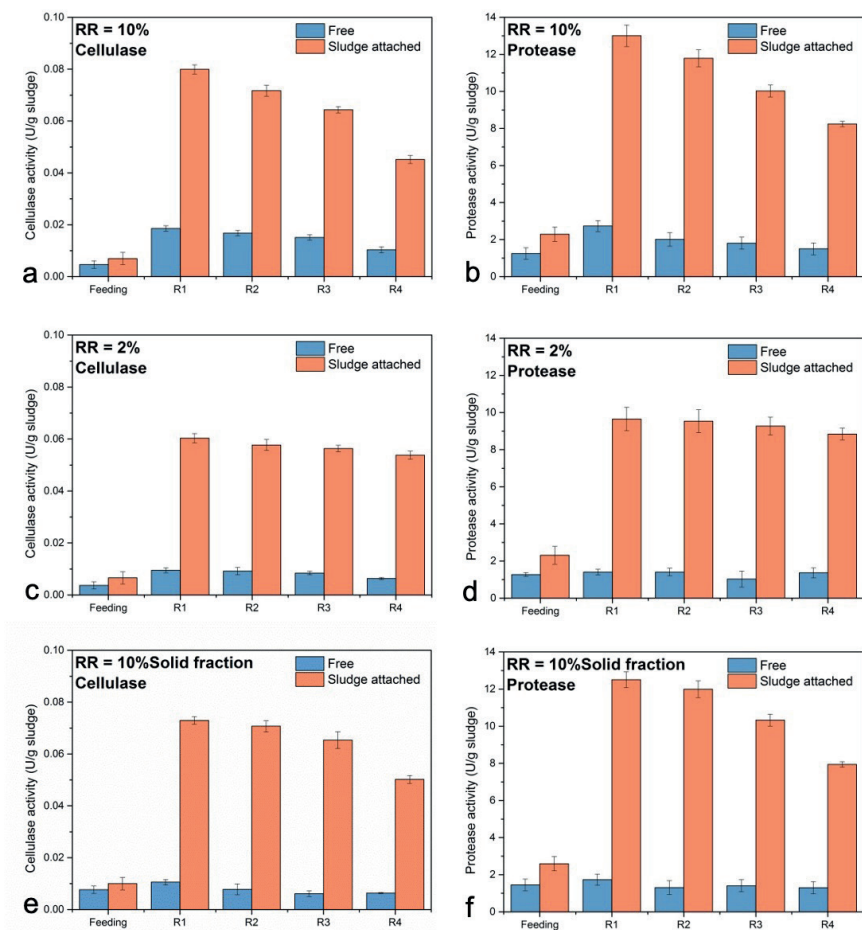 RR = 10%
Cellulase
Free
Sludge attached
Cellulase activity (U/g sludge)
0.10
0.08
0.06
0.04
0.02
0.00
Feeding R1 R2 R3 R4
a
RR = 10%
Protease
Free
Sludge attached
Protease activity (U/g sludge)
14
12
10
8
6
4
2
0
Feeding R1 R2 R3 R4
b
RR = 2%
Cellulase
Free
Sludge attached
Cellulase activity (U/g sludge)
0.10
0.08
0.06
0.04
0.02
0.00
Feeding R1 R2 R3 R4
c
RR = 2%
Protease
Free
Sludge attached
Protease activity (U/g sludge)
14
12
10
8
6
4
2
0
Feeding R1 R2 R3 R4
d
RR = 10%Solid fraction
Cellulase
Free
Sludge attached
Cellulase activity (U/g sludge)
0.10
0.08
0.06
0.04
0.02
0.00
Feeding R1 R2 R3 R4
e
RR = 10%Solid fraction
Protease
Free
Sludge attached
Protease activity (U/g sludge)
14
12
10
8
6
4
2
0
Feeding R1 R2 R3 R4
f